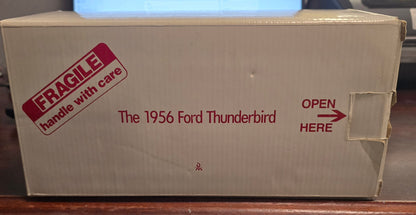 FRAGILE
handle with care
The 1956 Ford Thunderbird
OPEN
HERE